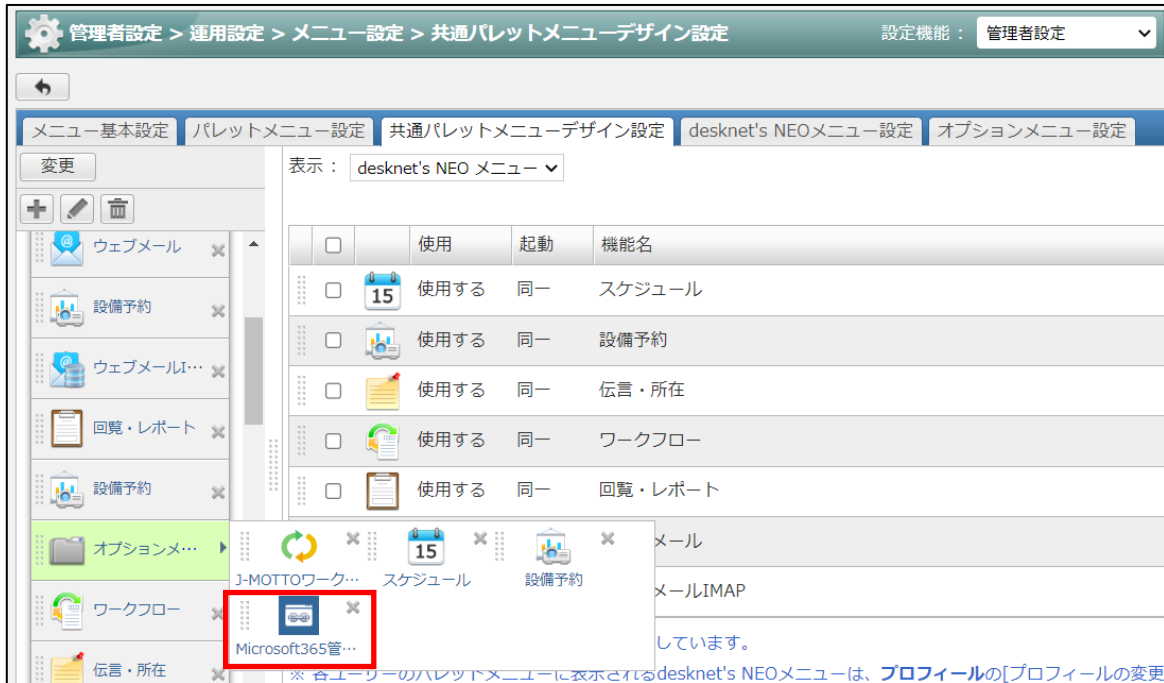 管理者設定 > 運用設定 > メニュー設定 > 共通パレットメニューデザイン設定
設定機能： 管理者設定
メニュー基本設定 パレットメニュー設定 共通パレットメニューデザイン設定 desknet's NEOメニュー設定 オプションメニュー設定
変更
表示： desknet's NEO メニュー
使用 起動 機能名
ウェブメール
15 使用する 同一 スケジュール
設備予約
使用する 同一 設備予約
ウェブメールI…
使用する 同一 伝言・所在
回覧・レポート
使用する 同一 ワークフロー
設備予約
使用する 同一 回覧・レポート
オプションメ…
15
メール
J-MOTTOワーク… スケジュール 設備予約
メールIMAP
ワークフロー
Microsoft365管…
しています。
伝言・所在
※ 各ユーザーのパレットメニューに表示されるdesknet's NEOメニューは、プロフィールの[プロフィールの変更